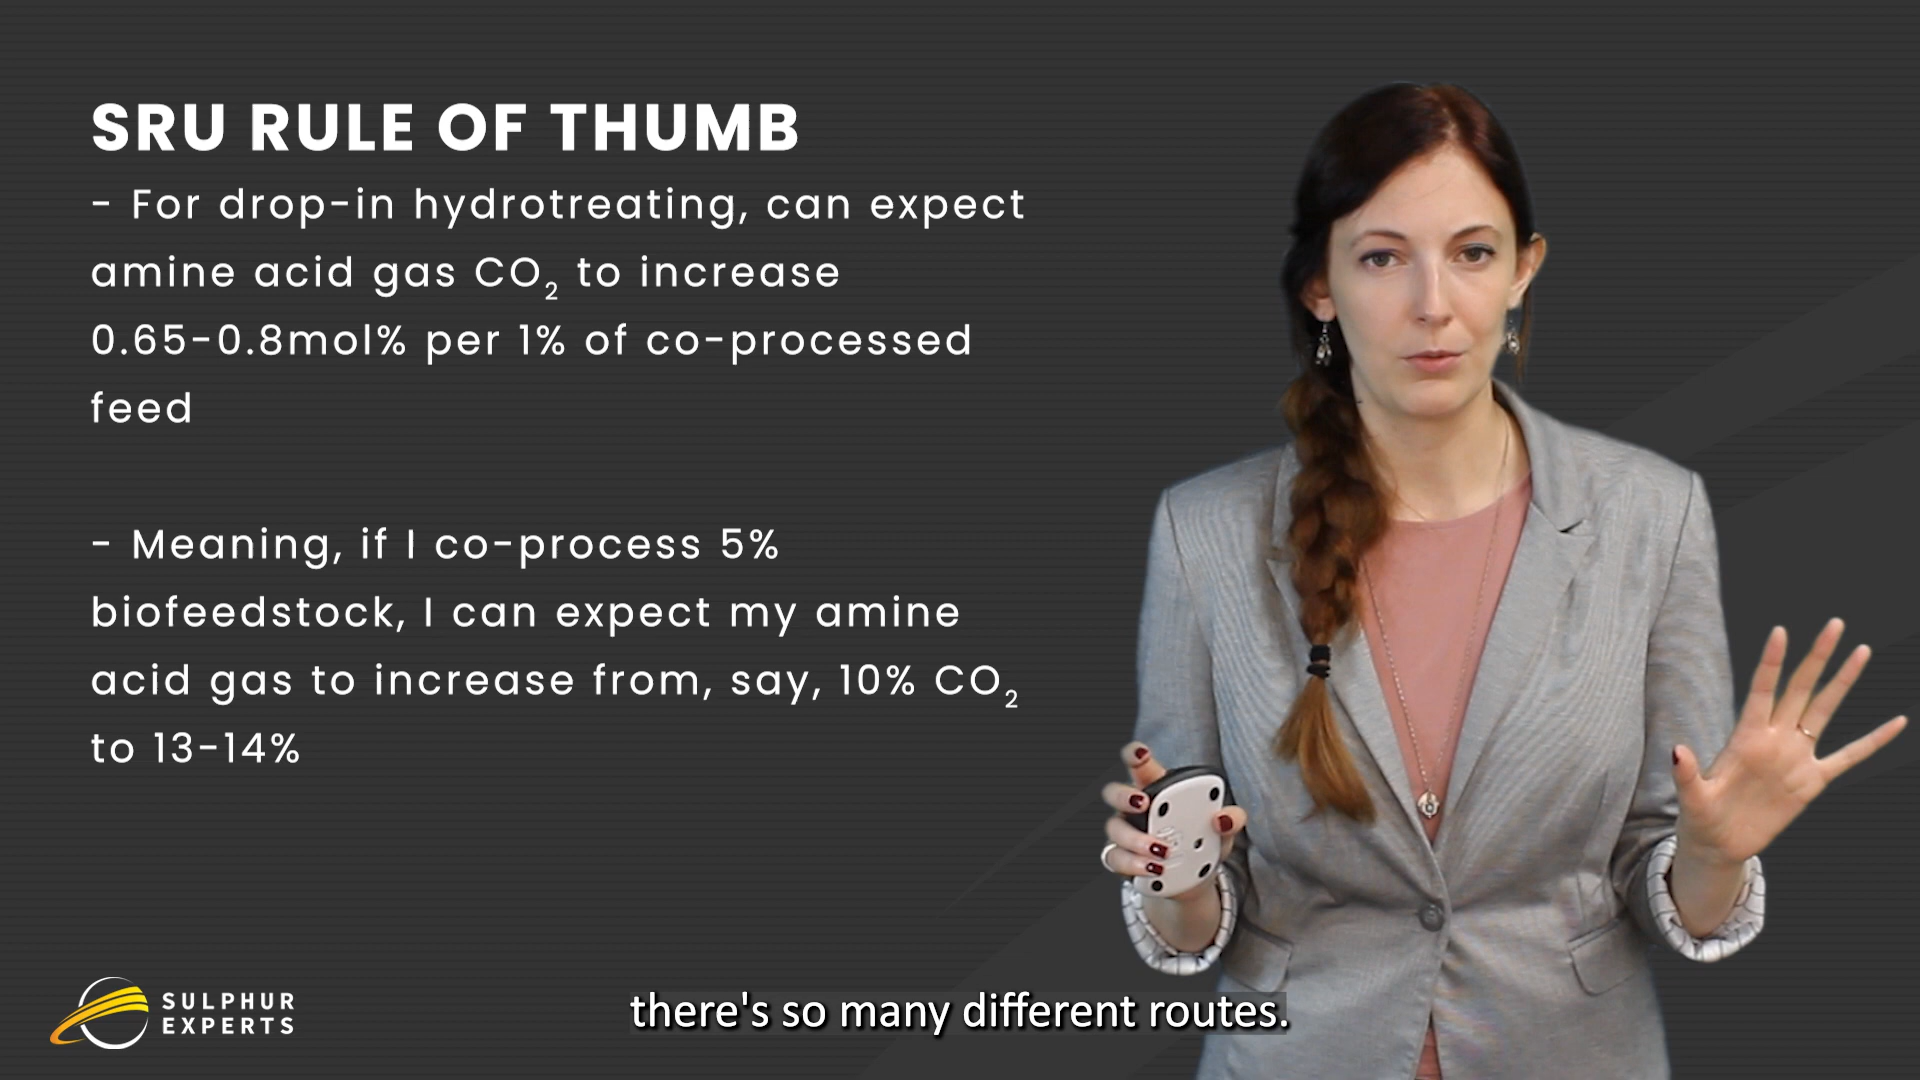 SRU RULE OF THUMB
- For drop-in hydrotreating, can expect
amine acid gas CO₂ to increase
0.65-0.8mol% per 1% of co-processed
feed
- Meaning, if I co-process 5%
biofeedstock, I can expect my amine
acid gas to increase from, say, 10% CO₂
to 13-14%
SULPHUR
EXPERTS
there's so many different routes.